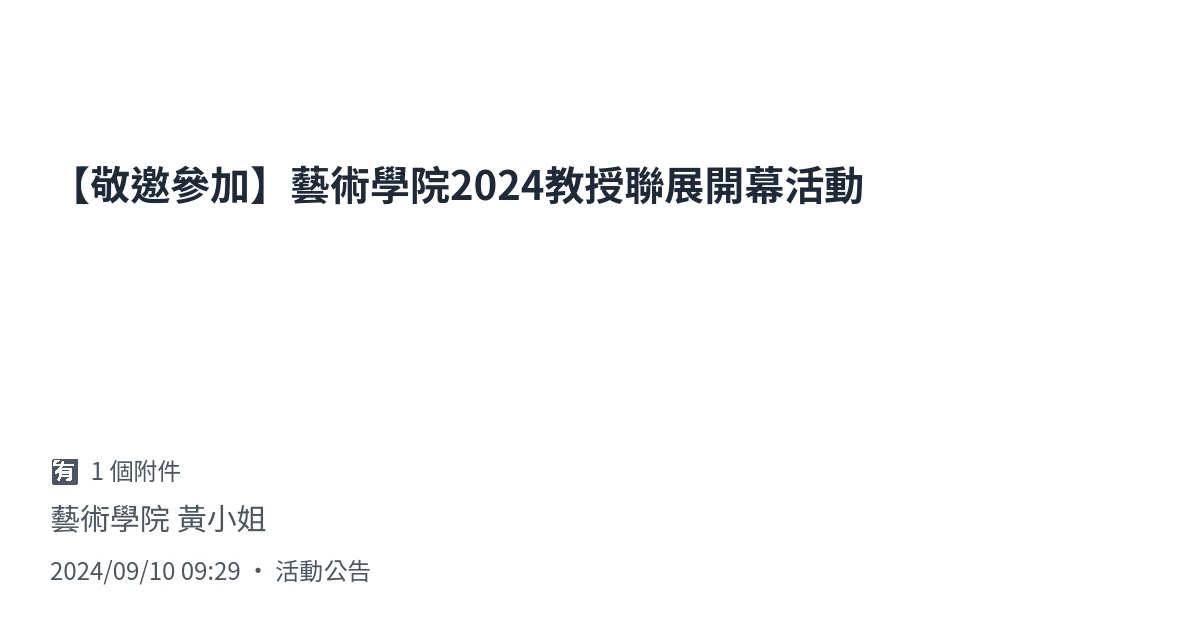 【敬邀參加】藝術學院2024教授聯展開幕活動
🈶 1 個附件
藝術學院 黃小姐
2024/09/10 09:29 • 活動公告